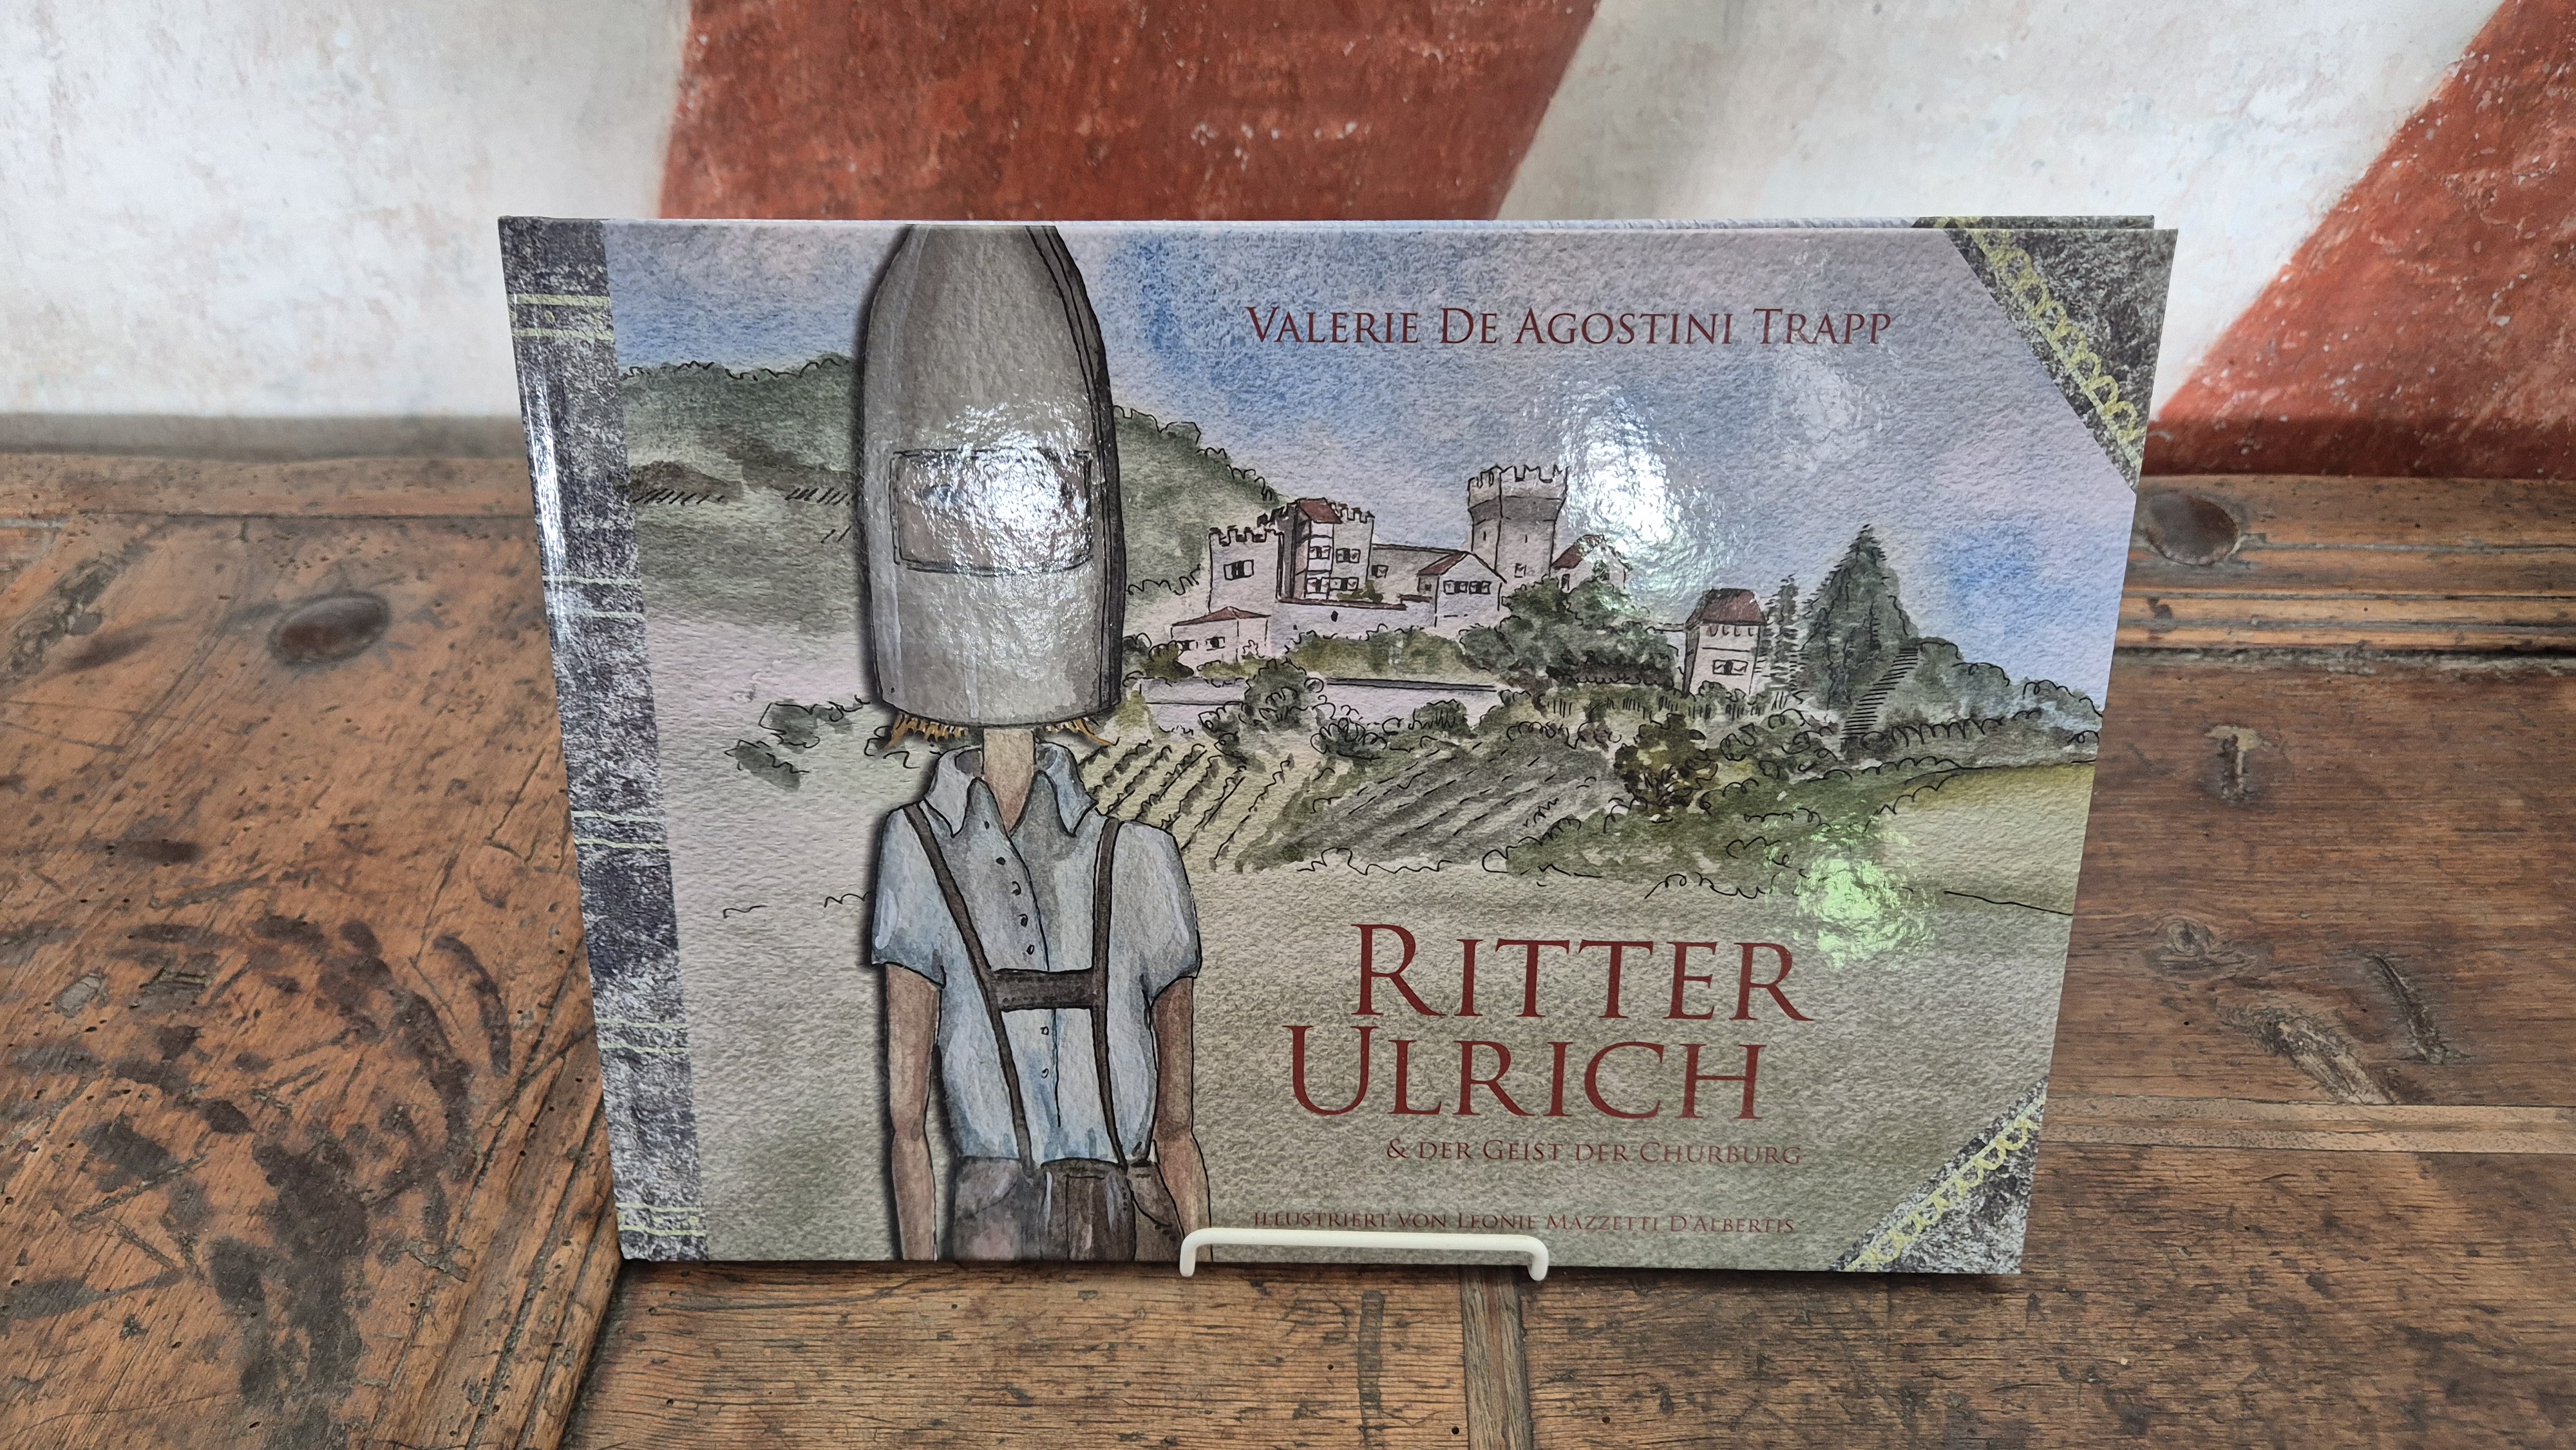 VALERIE DE AGOSTINI TRAPP
RITTER
ULRICH
& DER GEIST DER CHURBURG
ILLUSTRIERT VON LEONIE MAZZETTI D'ALBERTIS